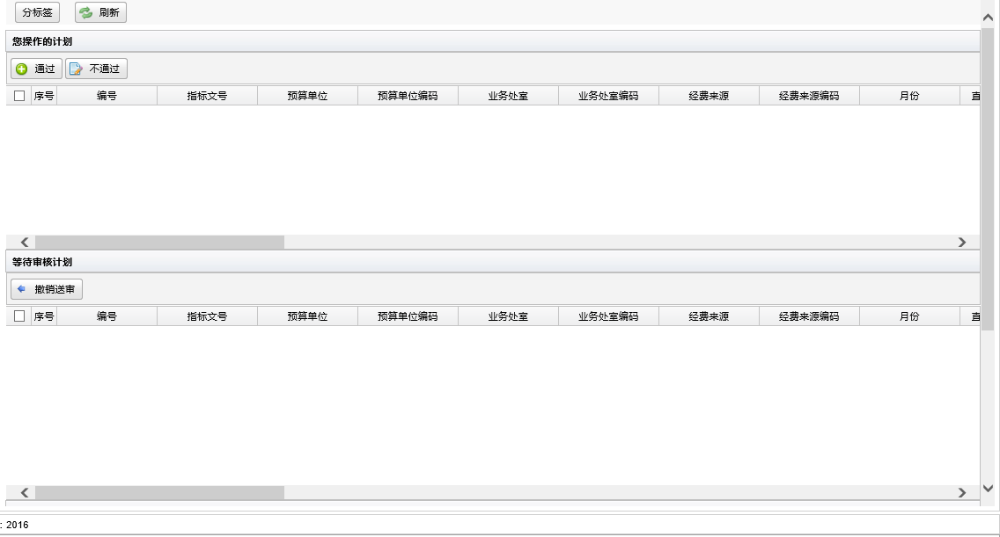 分标签 刷新
您操作的计划
通过 不通过
序号 编号 指标文号 预算单位 预算单位编码 业务处室 业务处室编码 经费来源 经费来源编码 月份 直
等待审核计划
撤销送审
序号 编号 指标文号 预算单位 预算单位编码 业务处室 业务处室编码 经费来源 经费来源编码 月份 直
: 2016